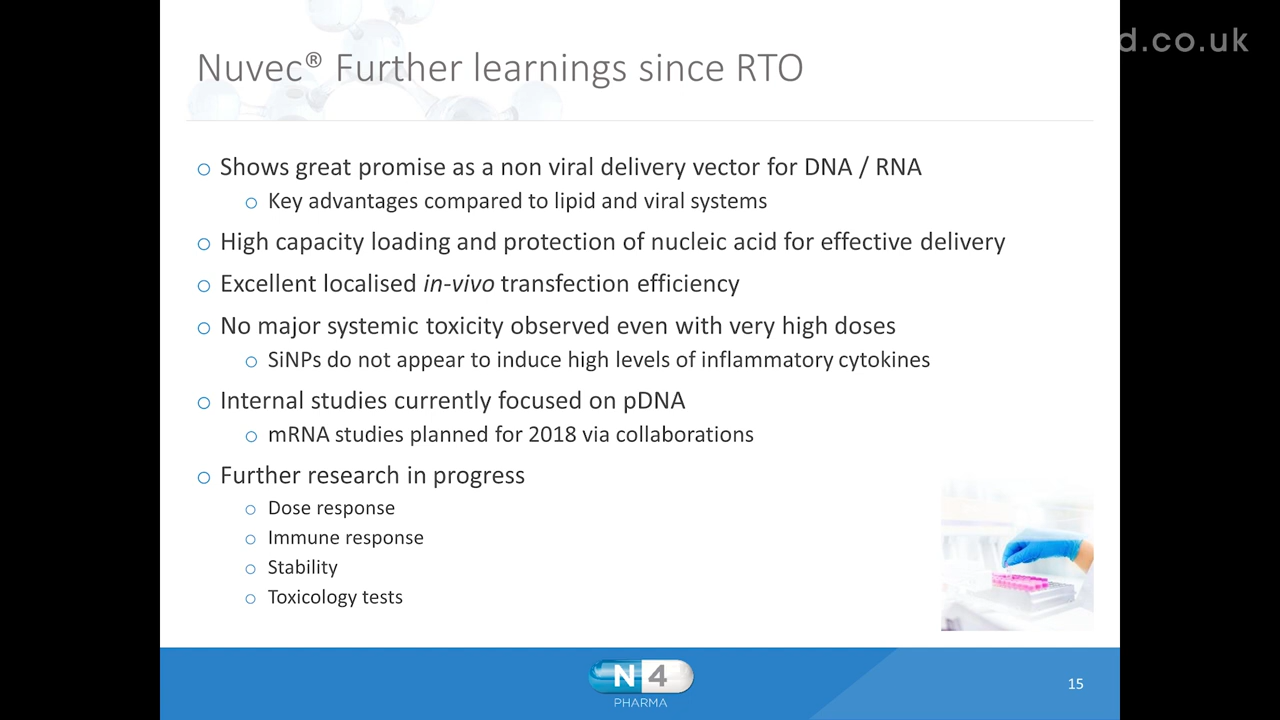 d.co.uk
Nuvec® Further learnings since RTO
Shows great promise as a non viral delivery vector for DNA / RNA
Key advantages compared to lipid and viral systems
High capacity loading and protection of nucleic acid for effective delivery
Excellent localised in-vivo transfection efficiency
No major systemic toxicity observed even with very high doses
SiNPs do not appear to induce high levels of inflammatory cytokines
Internal studies currently focused on pDNA
mRNA studies planned for 2018 via collaborations
Further research in progress
Dose response
Immune response
Stability
Toxicology tests
N4
PHARMA
15